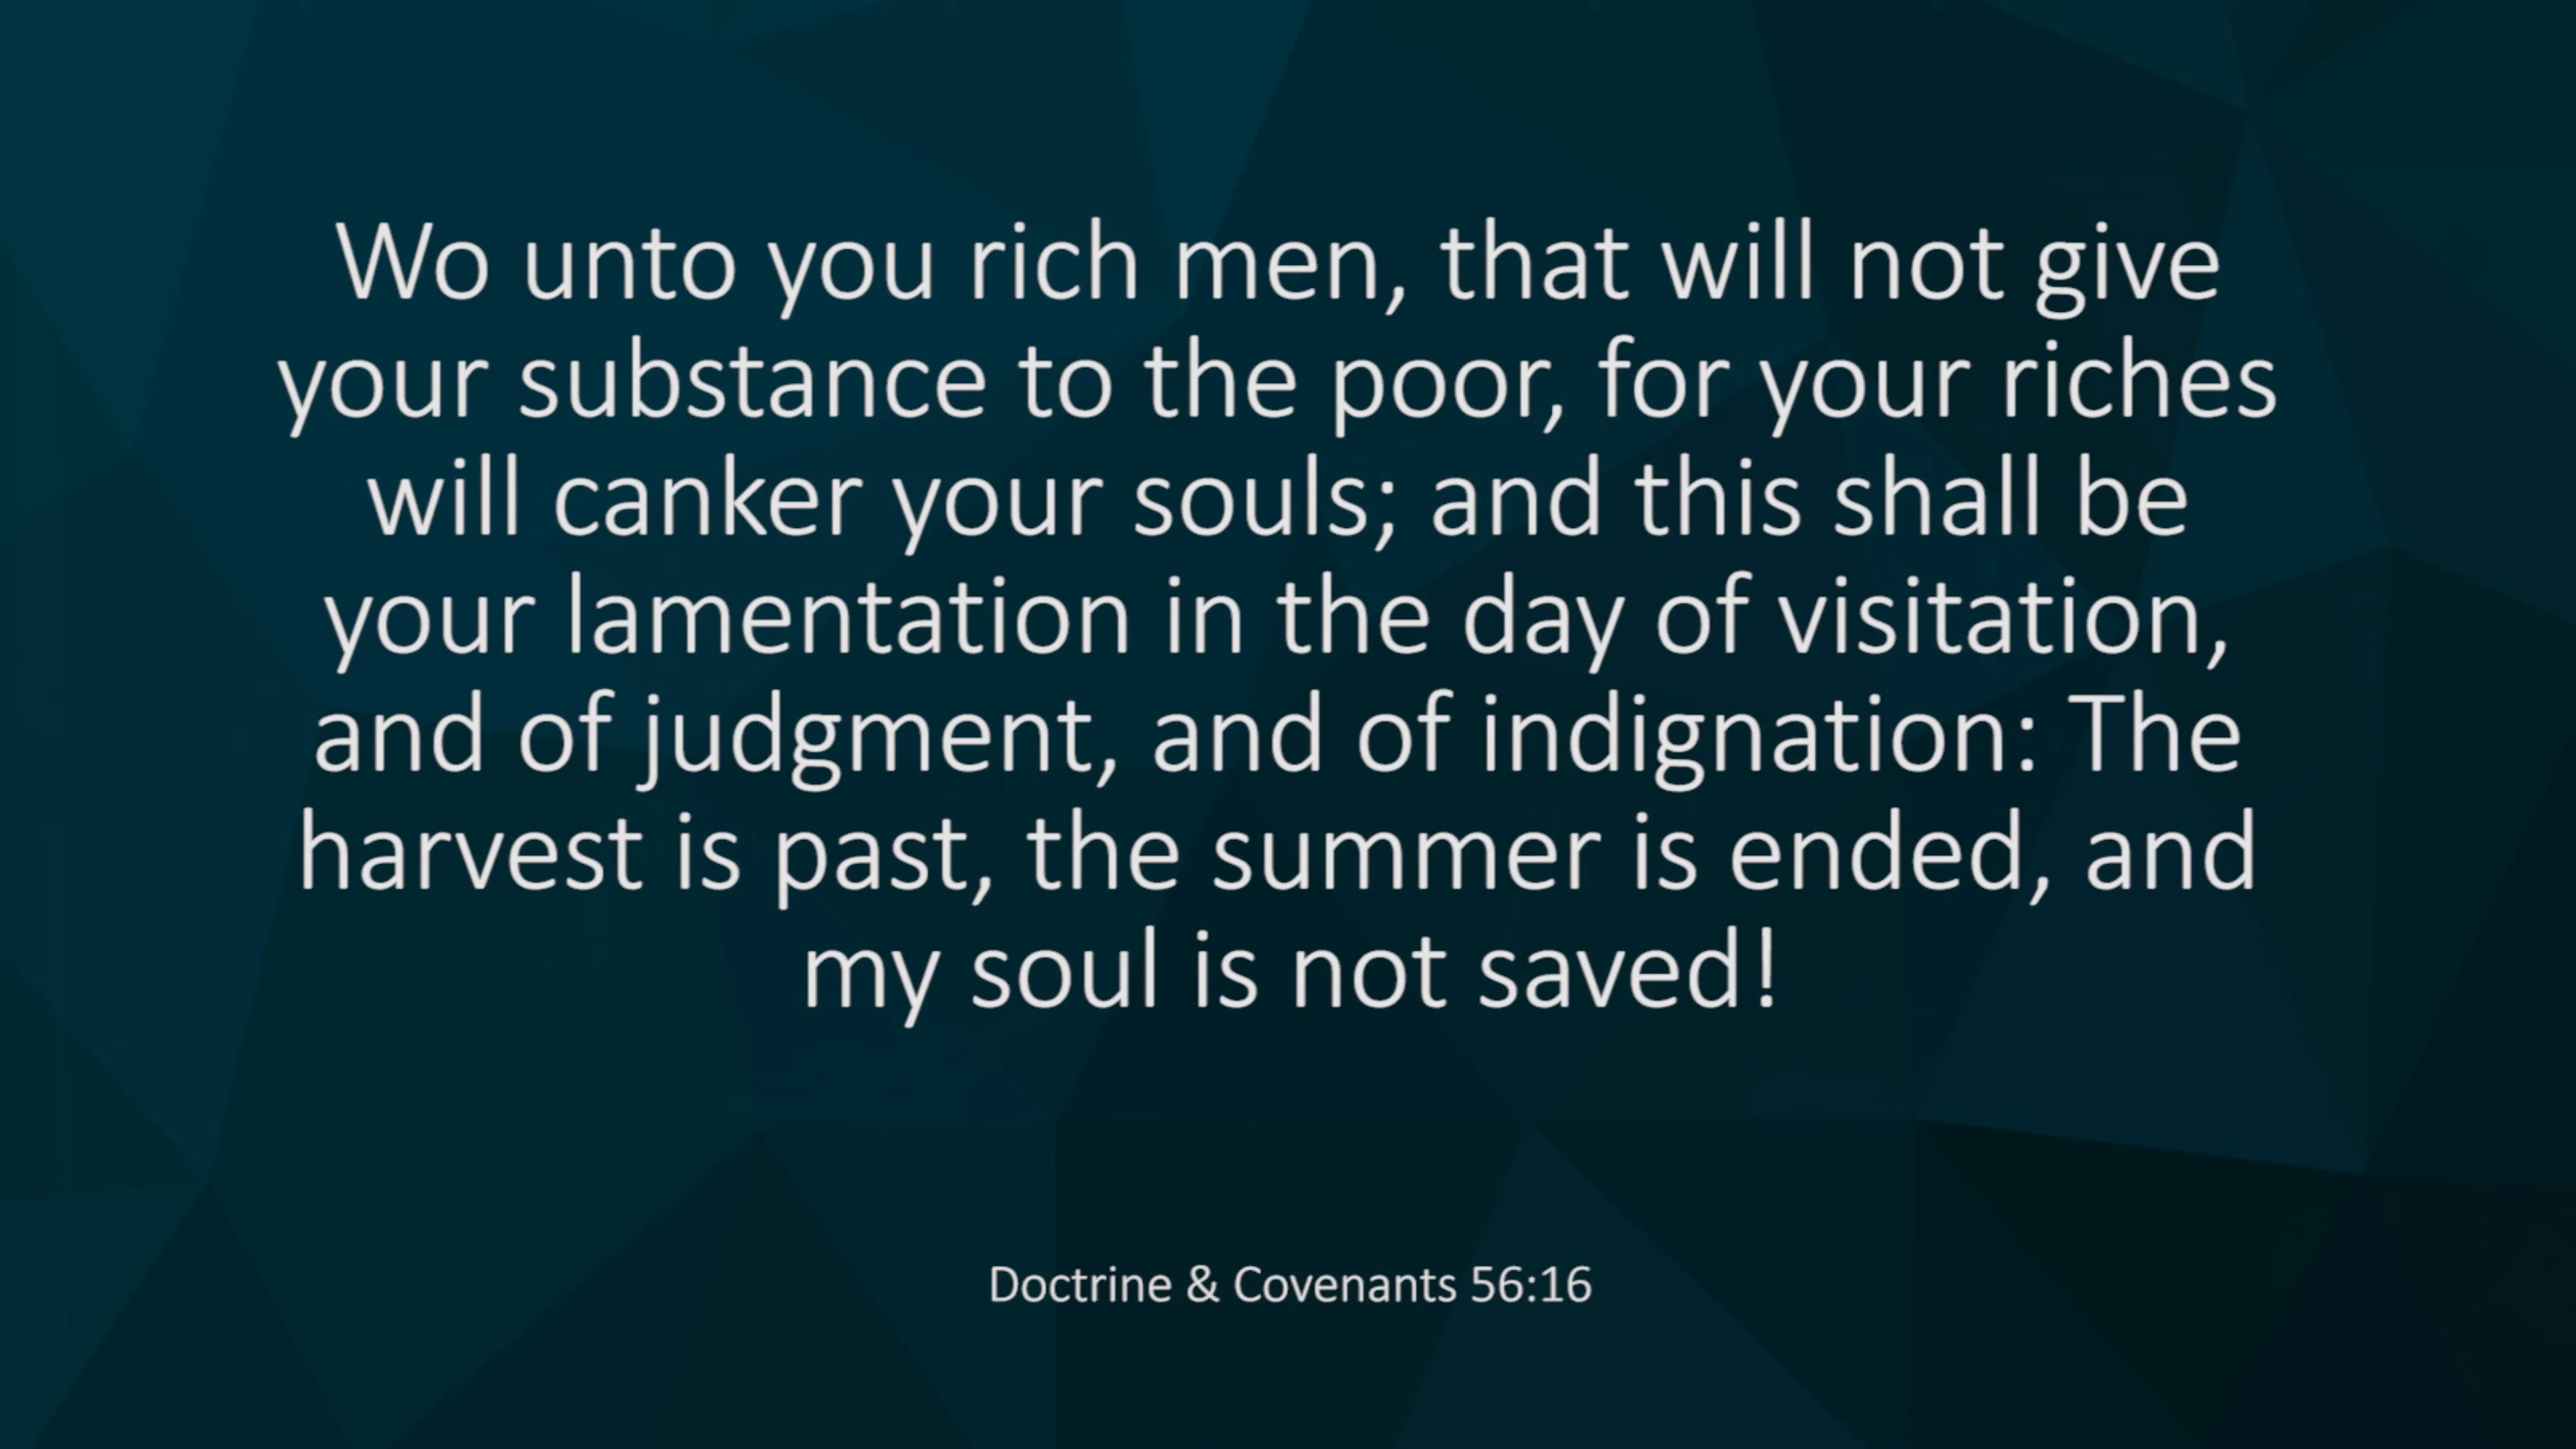 Wo unto you rich men, that will not give
your substance to the poor, for your riches
will canker your souls; and this shall be
your lamentation in the day of visitation,
and of judgment, and of indignation: The
harvest is past, the summer is ended, and
my soul is not saved!
Doctrine & Covenants 56:16